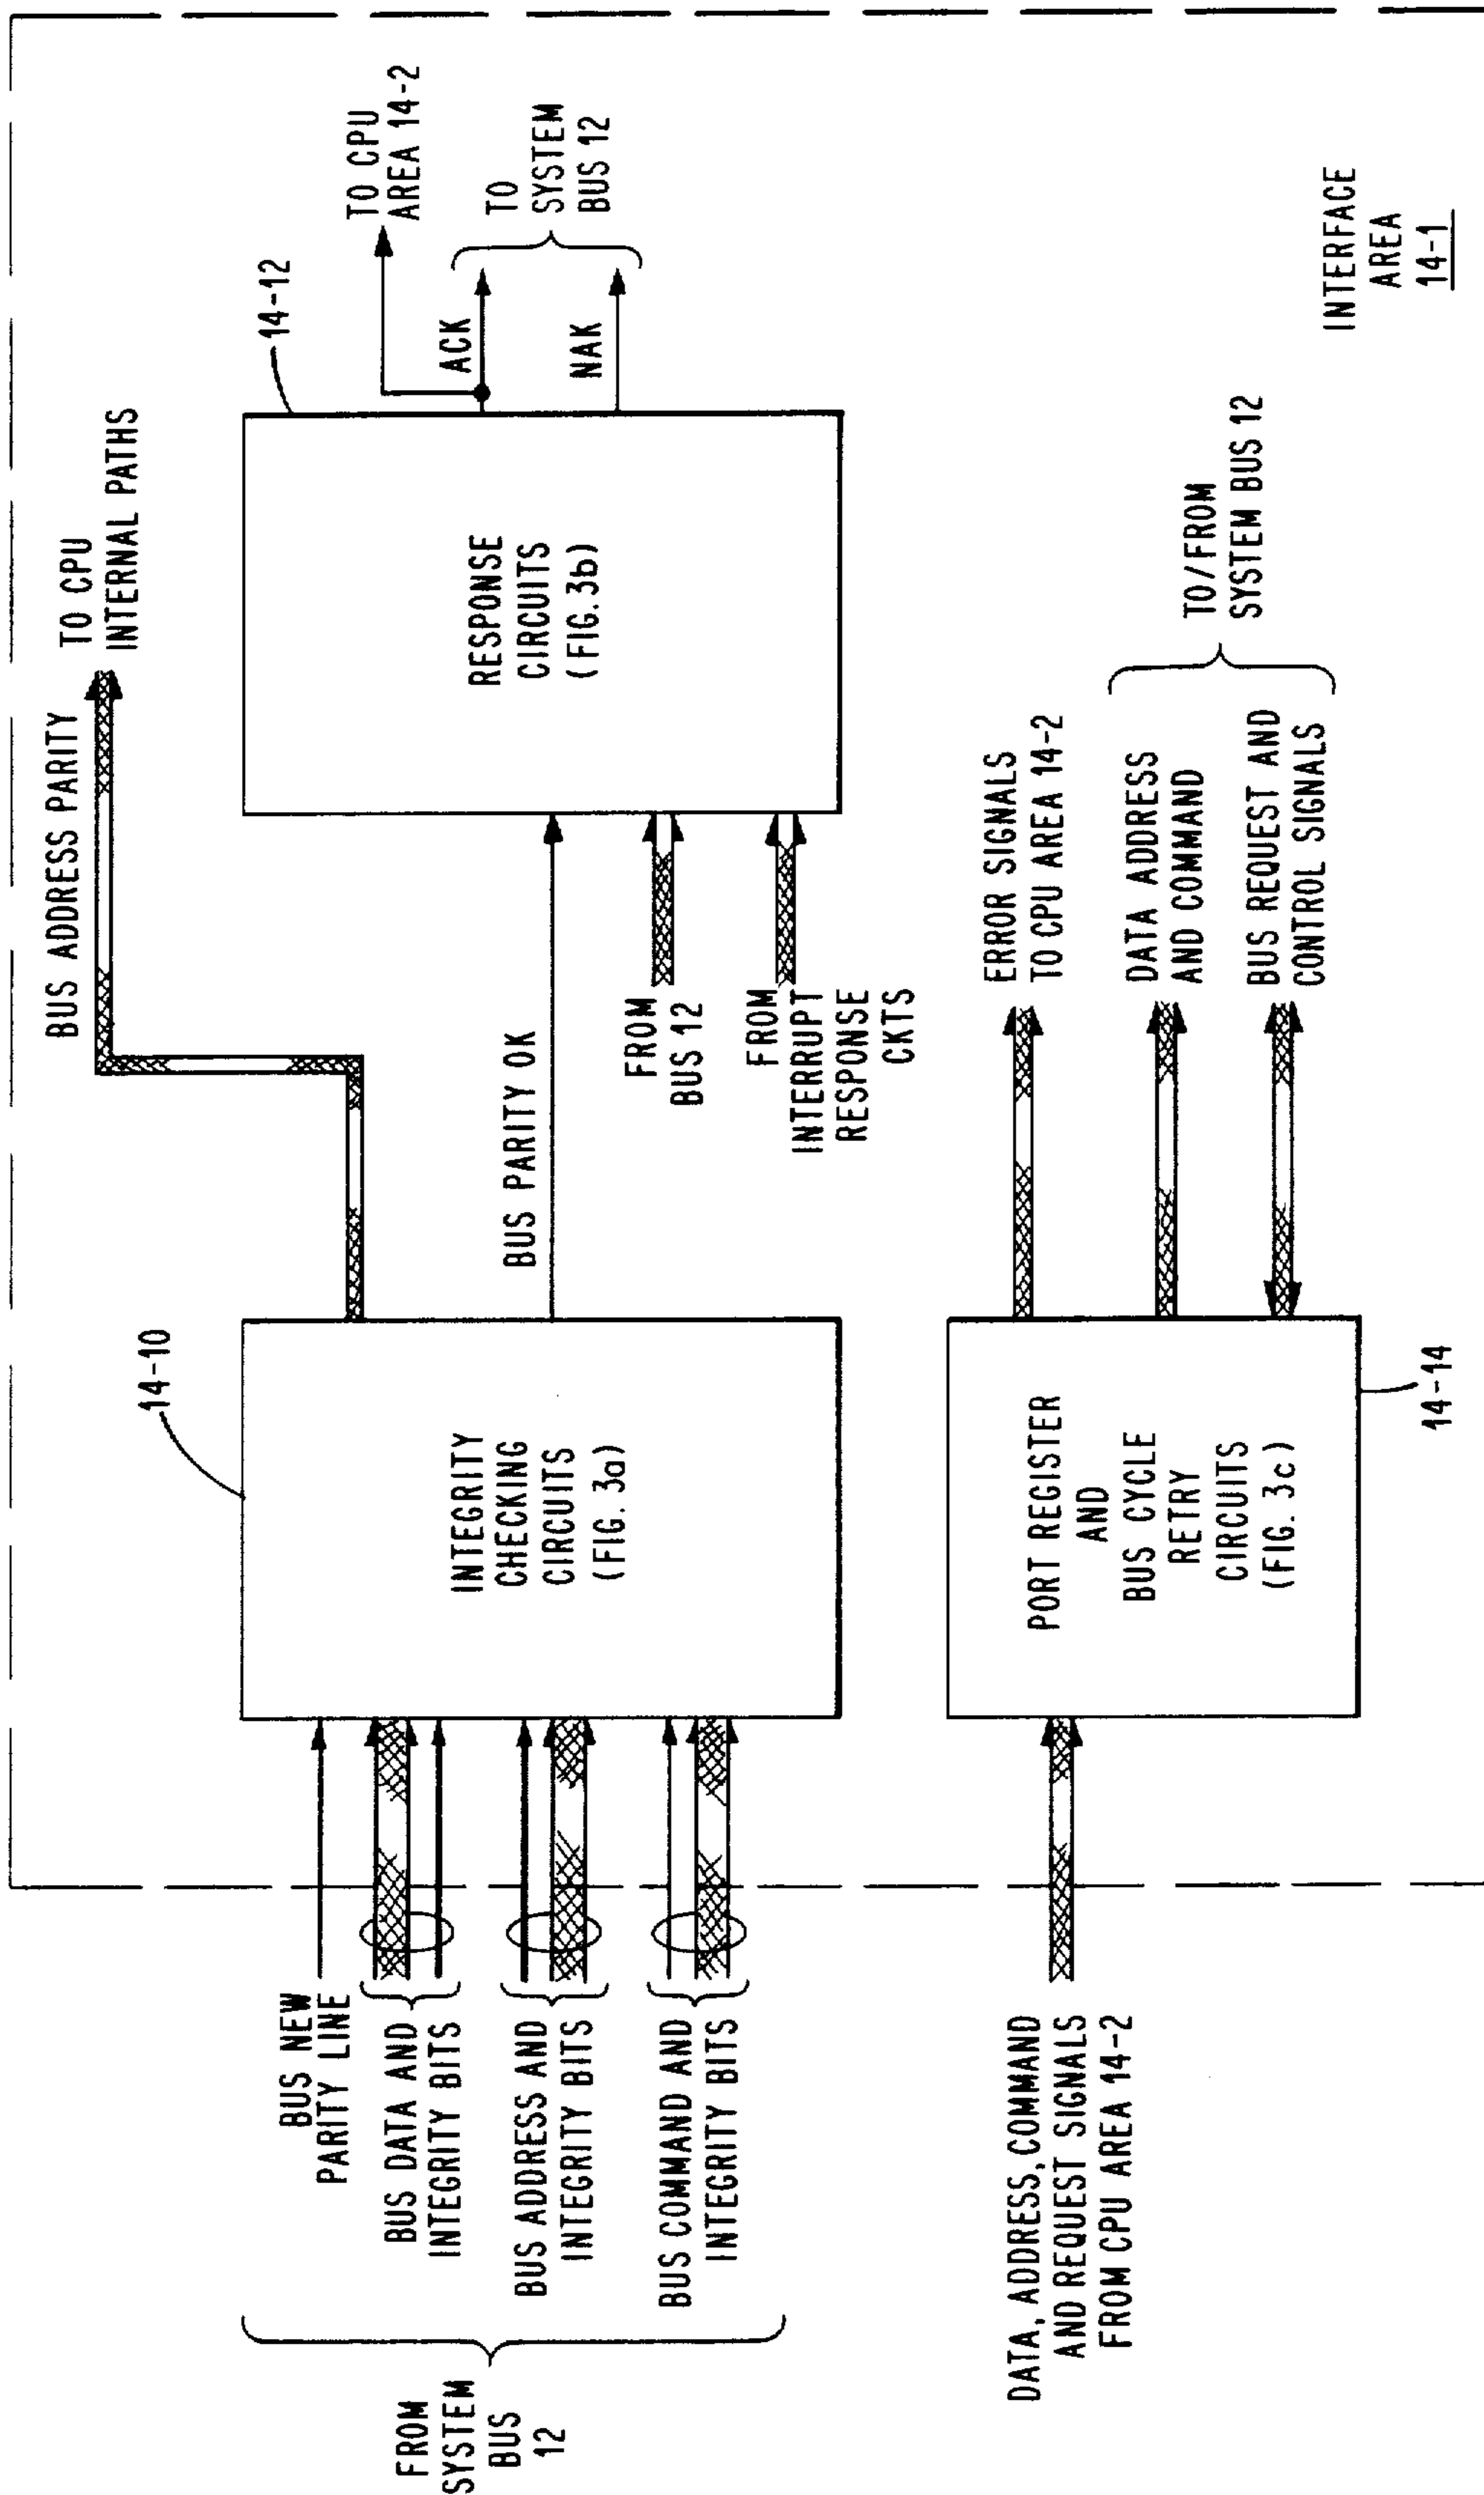 FROM
SYSTEM
BUS
12
BUS NEW
PARITY LINE
BUS DATA AND
INTEGRITY BITS
BUS ADDRESS AND
INTEGRITY BITS
BUS COMMAND AND
INTEGRITY BITS
14-10
INTEGRITY
CHECKING
CIRCUITS
(FIG. 3a)
BUS ADDRESS PARITY
TO CPU
INTERNAL PATHS
BUS PARITY OK
FROM
BUS 12
FROM
INTERRUPT
RESPONSE
CKTS
14-12
RESPONSE
CIRCUITS
(FIG.3b)
TO CPU
AREA 14-2
ACK
NAK
TO
SYSTEM
BUS 12
DATA, ADDRESS,COMMAND
AND REQUEST SIGNALS
FROM CPU AREA 14-2
PORT REGISTER
AND
BUS CYCLE
RETRY
CIRCUITS
(FIG. 3c)
14-14
ERROR SIGNALS
TO CPU AREA 14-2
DATA ADDRESS
AND COMMAND
BUS REQUEST AND
CONTROL SIGNALS
TO/FROM
SYSTEM BUS 12
INTERFACE
AREA
14-1